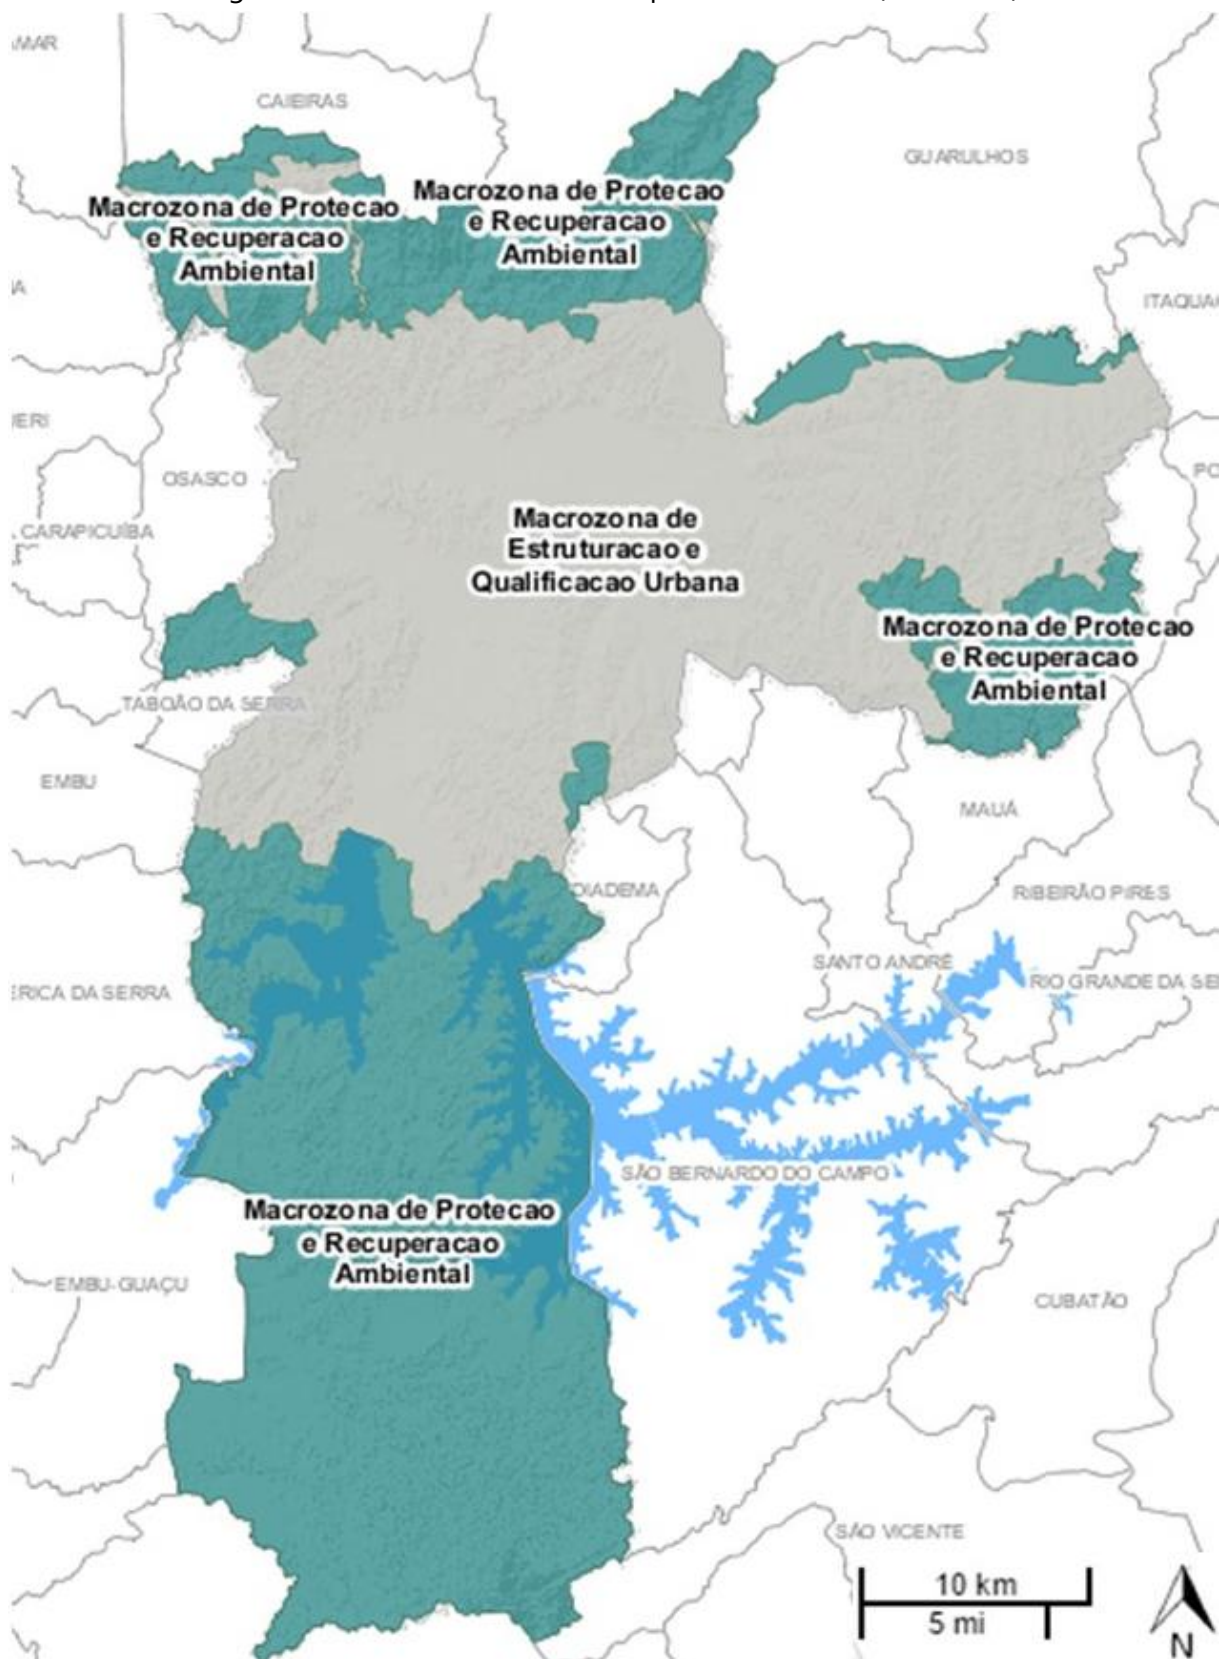 CAIEIRAS
GUARULHOS
Macrozona de Protecao
e Recuperacao
Ambiental
Macrozona de Protecao
e Recuperacao
Ambiental
OSASCO
CARAPICUÍBA
Macrozona de
Estruturacao e
Qualificacao Urbana
Macrozona de Protecao
e Recuperacao
Ambiental
TABOÃO DA SERRA
EMBU
MAUÁ
DIADEMA
RIBEIRÃO PIRES
SANTO ANDRÉ
RIO GRANDE DA SE
ERICA DA SERRA
SÃO BERNARDO DO CAMPO
Macrozona de Protecao
e Recuperacao
Ambiental
EMBU-GUAÇU
CUBATÃO
SÃO VICENTE
10 km
5 mi
N